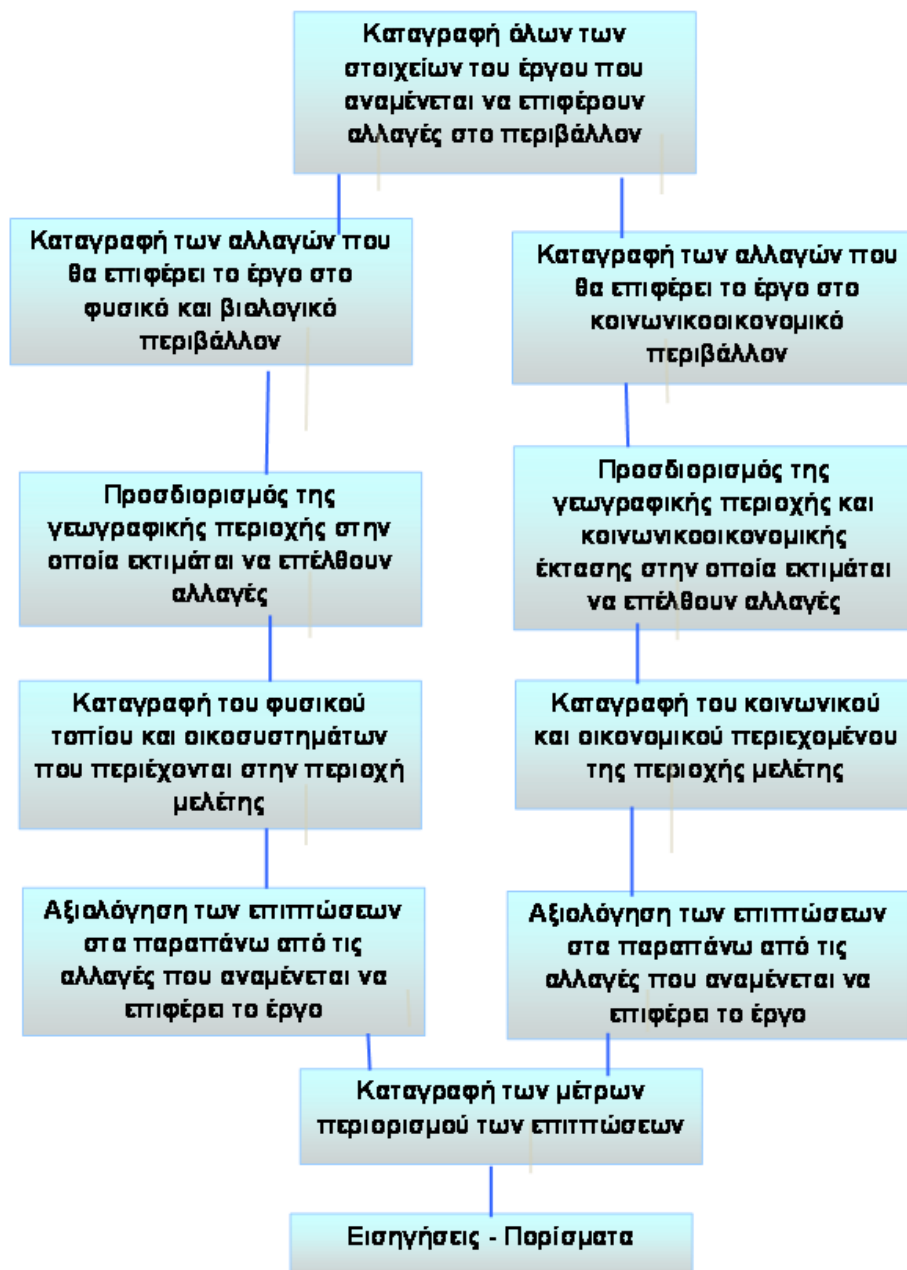 Καταγραφή όλων των
στοιχείων του έργου που
αναμένεται να επιφέρουν
αλλαγές στο περιβάλλον
Καταγραφή των αλλαγών που
θα επιφέρει το έργο στο
φυσικό και βιολογικό
περιβάλλον
Καταγραφή των αλλαγών που
θα επιφέρει το έργο στο
κοινωνικοοικονομικό
περιβάλλον
Προσδιορισμός της
γεωγραφικής περιοχής στην
οποία εκτιμάται να επέλθουν
αλλαγές
Προσδιορισμός της
γεωγραφικής περιοχής και
κοινωνικοοικονομικής
έκτασης στην οποία εκτιμάται
να επέλθουν αλλαγές
Καταγραφή του φυσικού
τοπίου και οικοσυστημάτων
που περιέχονται στην περιοχή
μελέτης
Καταγραφή του κοινωνικού
και οικονομικού περιεχομένου
της περιοχής μελέτης
Αξιολόγηση των επιπτώσεων
στα παραπάνω από τις
αλλαγές που αναμένεται να
επιφέρει το έργο
Αξιολόγηση των επιπτώσεων
στα παραπάνω από τις
αλλαγές που αναμένεται να
επιφέρει το έργο
Καταγραφή των μέτρων
περιορισμού των επιπτώσεων
Εισηγήσεις - Πορίσματα